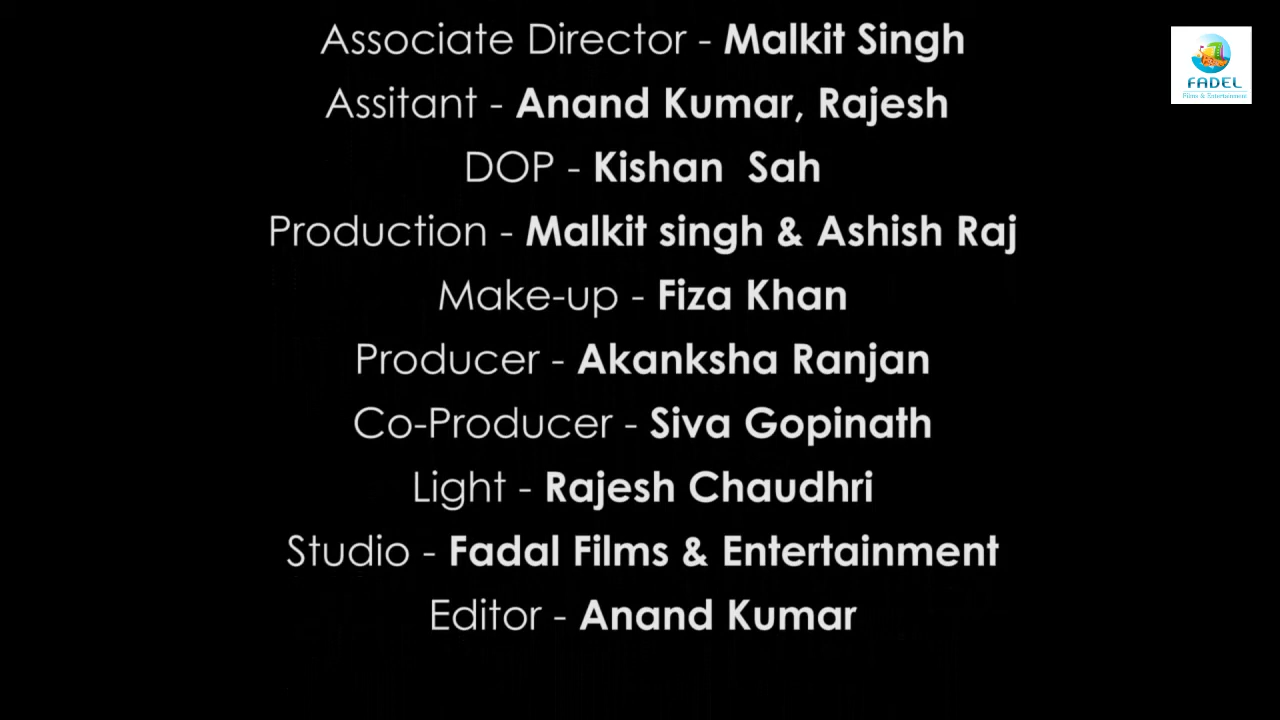 Associate Director - Malkit Singh
Assitant - Anand Kumar, Rajesh
DOP - Kishan Sah
Production - Malkit singh & Ashish Raj
Make-up - Fiza Khan
Producer - Akanksha Ranjan
Co-Producer - Siva Gopinath
Light - Rajesh Chaudhri
Studio - Fadal Films & Entertainment
Editor - Anand Kumar
FADEL
Films & Entertainment